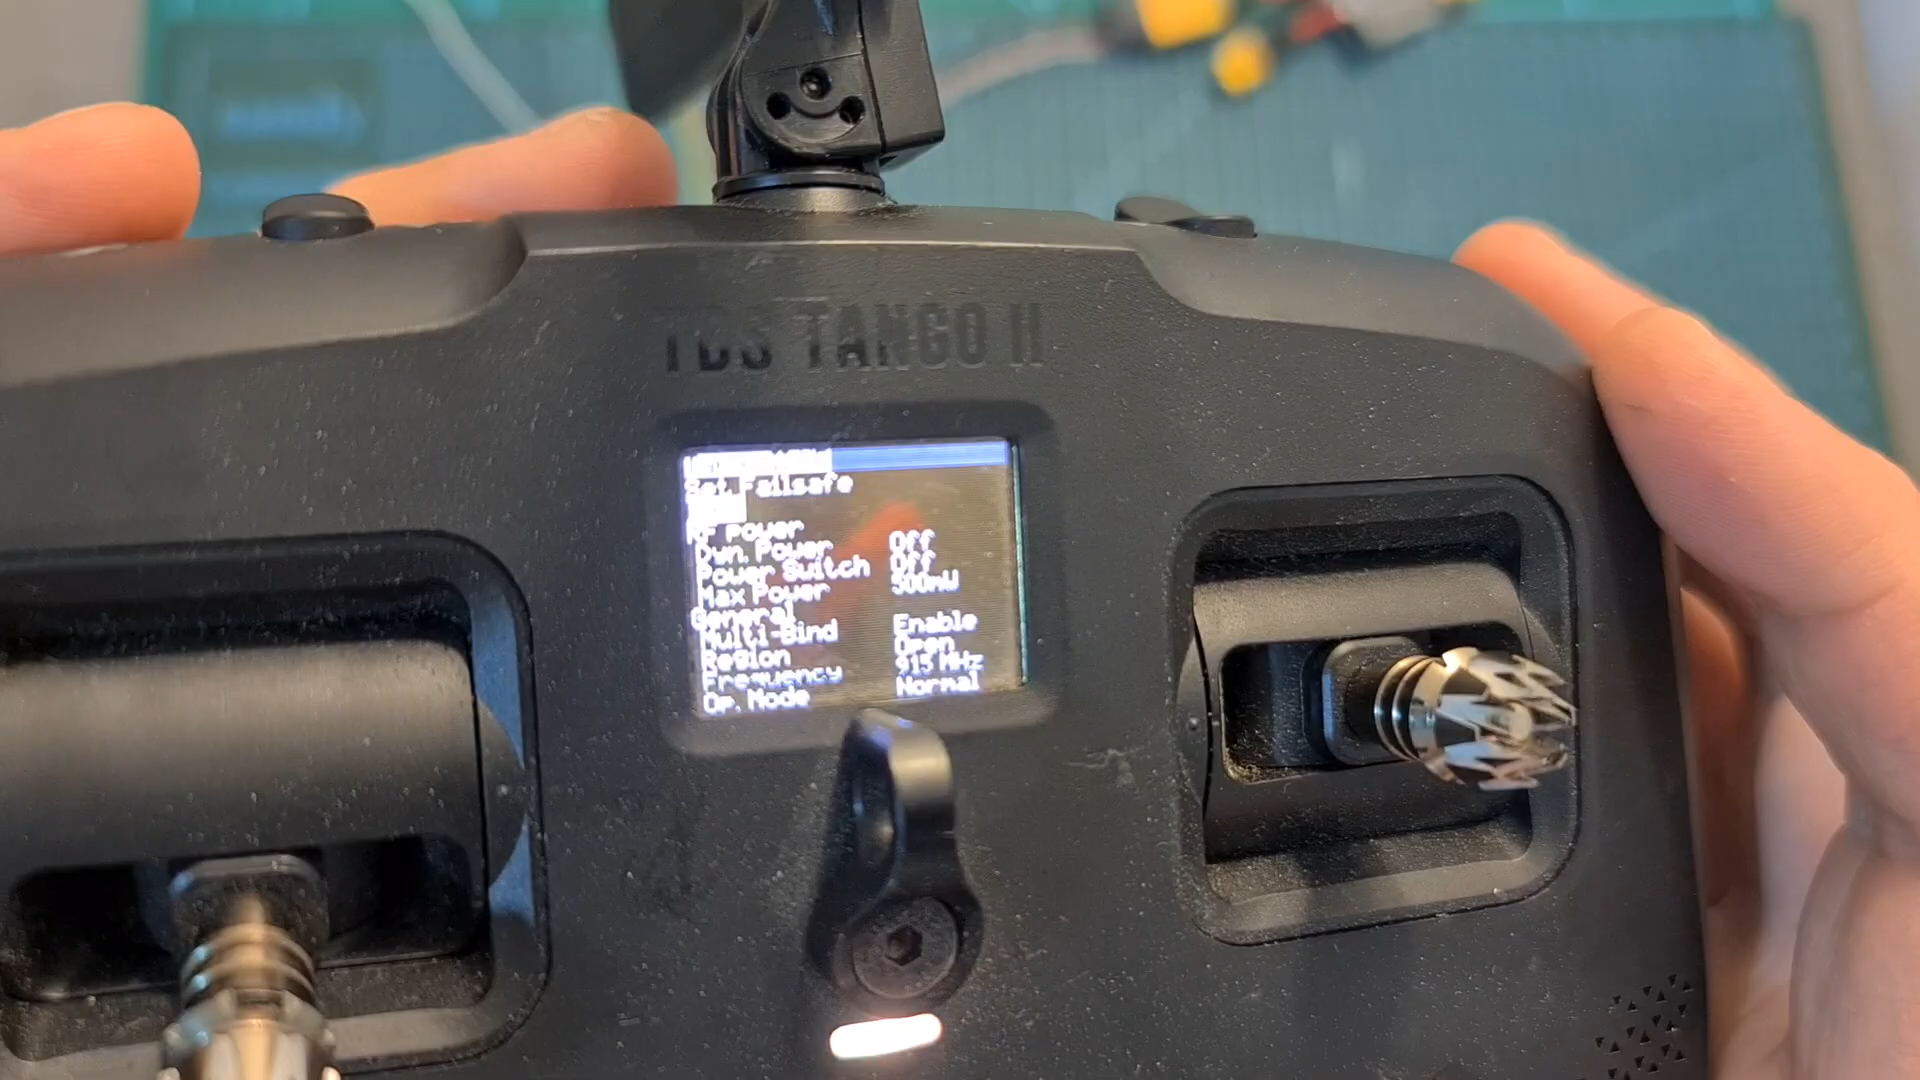 TBS TANGO II
Set Failsafe
RF Power
Dyn. Power Off
Power Switch Off
Max Power 500mW
General
Multi-Bind Enable
Region Open
Frequency 915 MHz
Op. Mode Normal